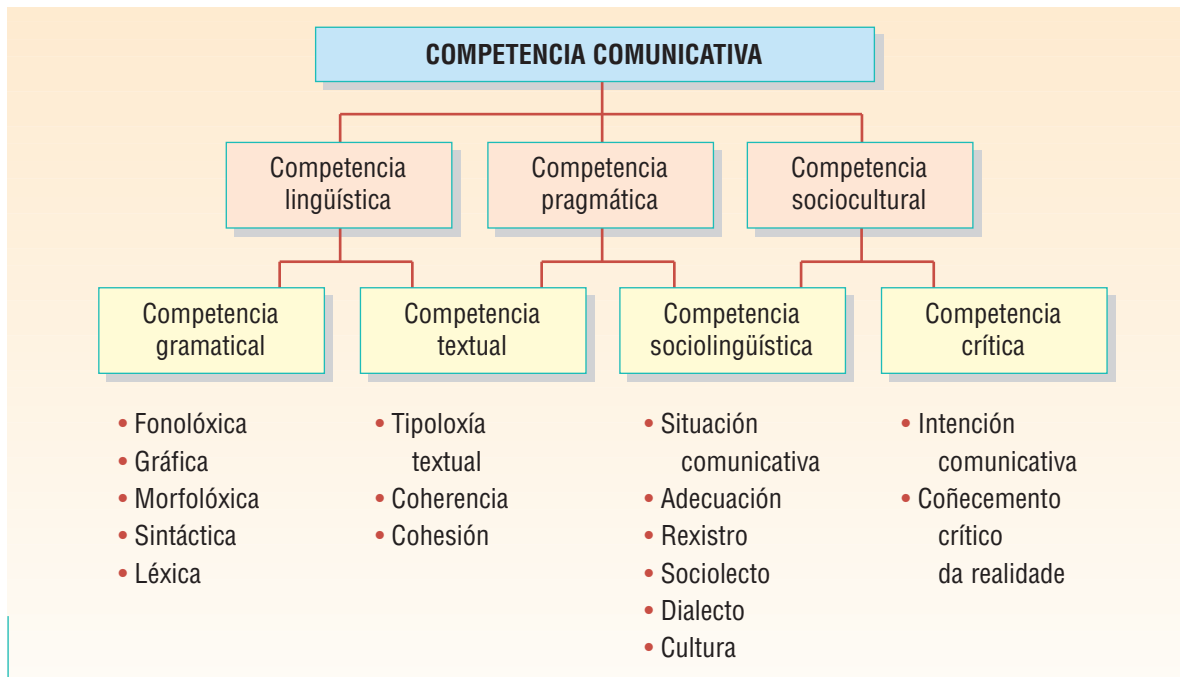 COMPETENCIA COMUNICATIVA
Competencia
lingüística
Competencia
pragmática
Competencia
sociocultural
Competencia
gramatical
Competencia
textual
Competencia
sociolingüística
Competencia
crítica
• Fonolóxica
• Gráfica
• Morfolóxica
• Sintáctica
• Léxica
• Tipoloxía
textual
• Coherencia
• Cohesión
• Situación
comunicativa
• Adecuación
• Rexistro
• Sociolecto
• Dialecto
• Cultura
• Intención
comunicativa
• Coñecemento
crítico
da realidade